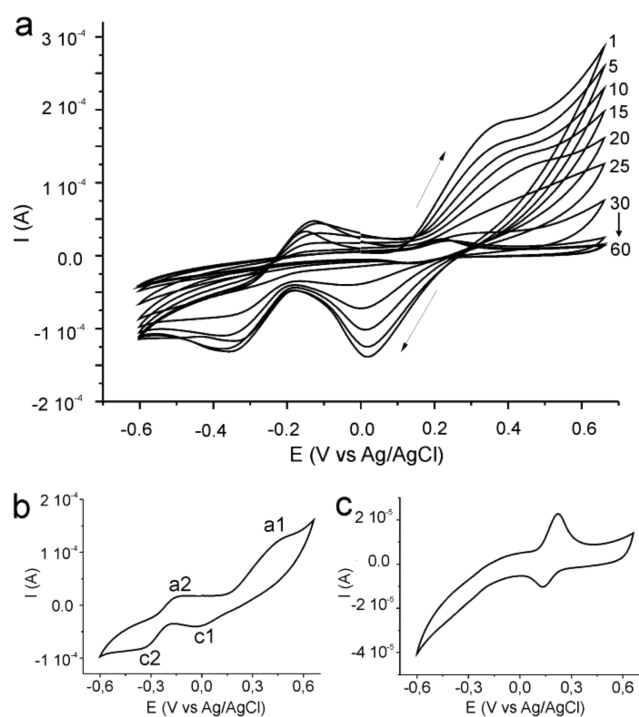 a
3 10⁻⁴
2 10⁻⁴
1 10⁻⁴
0.0
-1 10⁻⁴
-2 10⁻⁴
I (A)
1
5
10
15
20
25
30
60
-0.6 -0.4 -0.2 0.0 0.2 0.4 0.6
E (V vs Ag/AgCl)
b
2 10⁻⁴
1 10⁻⁴
0.0
-1 10⁻⁴
I (A)
a1
a2
c1
c2
-0,6 -0,3 0,0 0,3 0,6
E (V vs Ag/AgCl)
c
2 10⁻⁵
0.0
-2 10⁻⁵
-4 10⁻⁵
I (A)
-0,6 -0,3 0,0 0,3 0,6
E (V vs Ag/AgCl)